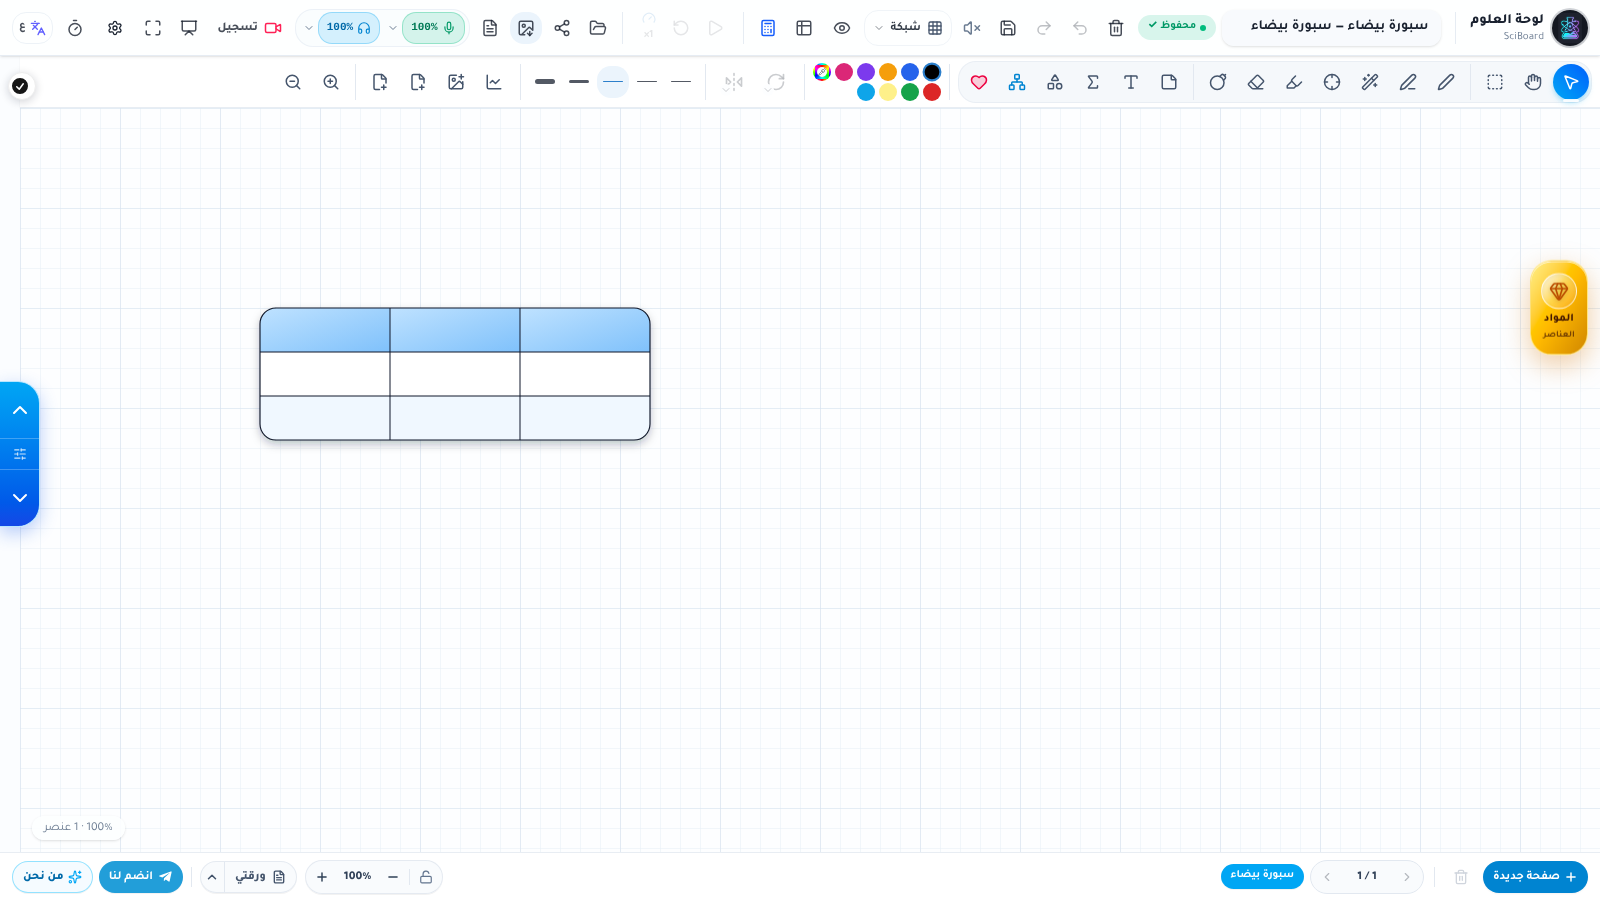 لوحة العلوم
SciBoard
سبورة بيضاء – سبورة بيضاء
محفوظ ✓
شبكة
x1
100%
100%
تسجيل
ع
المواد
العناصر
100% · 1 عنصر
صفحة جديدة
1 / 1
سبورة بيضاء
100%
ورقتي
انضم لنا
من نحن